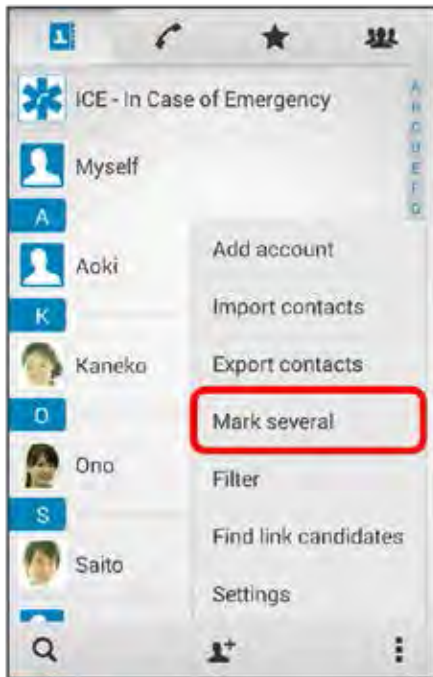 ICE - In Case of Emergency
Myself
A
Aoki
K
Kaneko
O
Ono
S
Saito
Add account
Import contacts
Export contacts
Mark several
Filter
Find link candidates
Settings